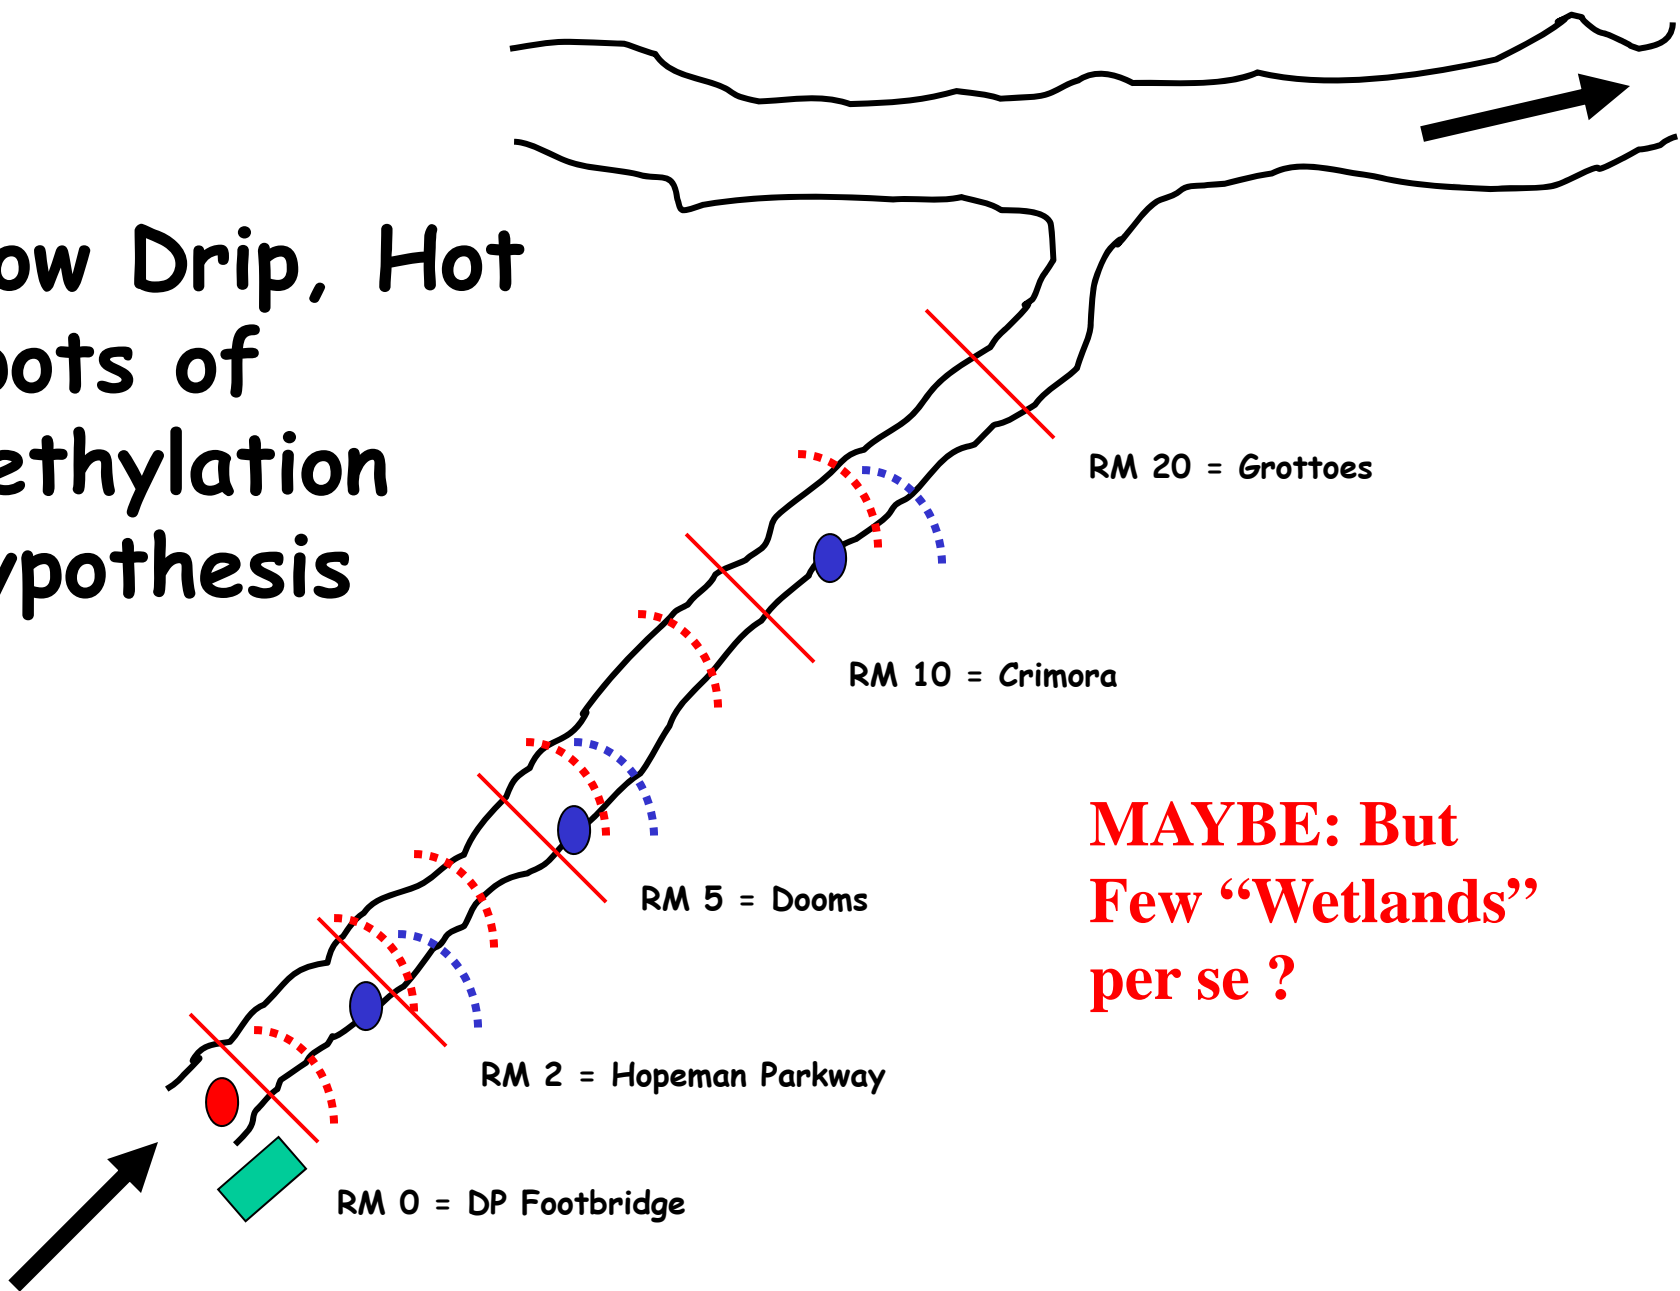 ow Drip, Hot
ots of
ethylation
ypothesis
RM 20 = Grottoes
RM 10 = Crimora
MAYBE: But
Few “Wetlands”
per se ?
RM 5 = Dooms
RM 2 = Hopeman Parkway
RM 0 = DP Footbridge